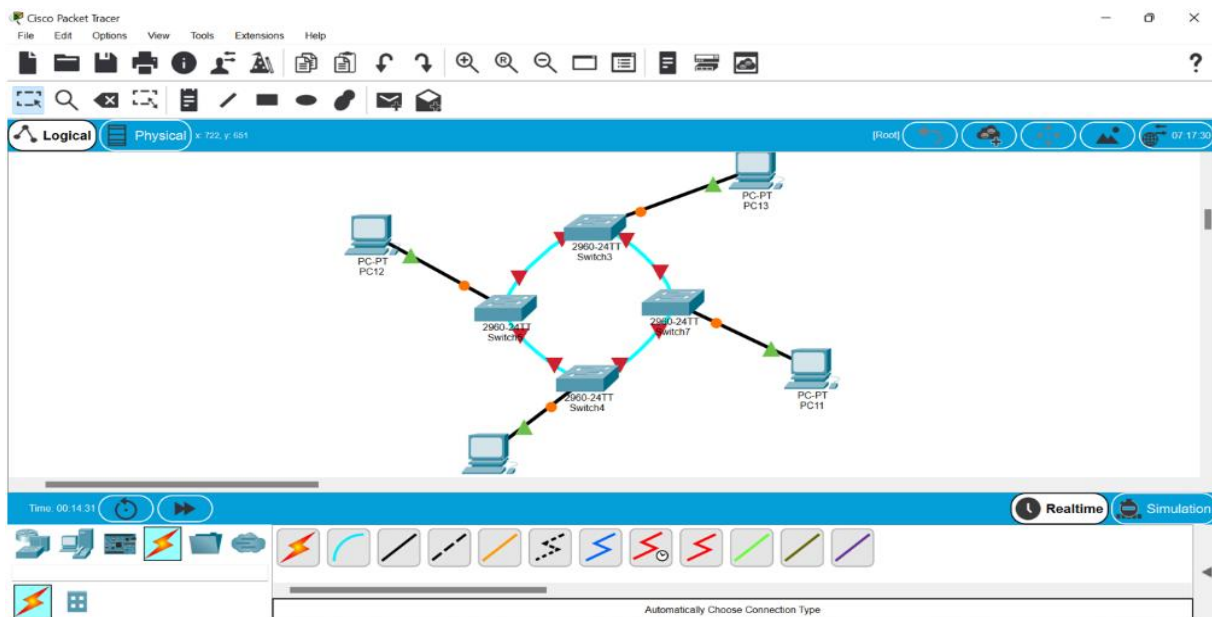 Cisco Packet Tracer
File Edit Options View Tools Extensions Help
?
Logical Physical x: 722, y: 651 [Root] 07:17:30
PC-PT
PC13
2960-24TT
Switch3
PC-PT
PC12
2960-24TT
2960-24TT
Switch7
2960-24TT
Switch4
PC-PT
PC11
Time: 00:14:31 Realtime Simulation
Automatically Choose Connection Type